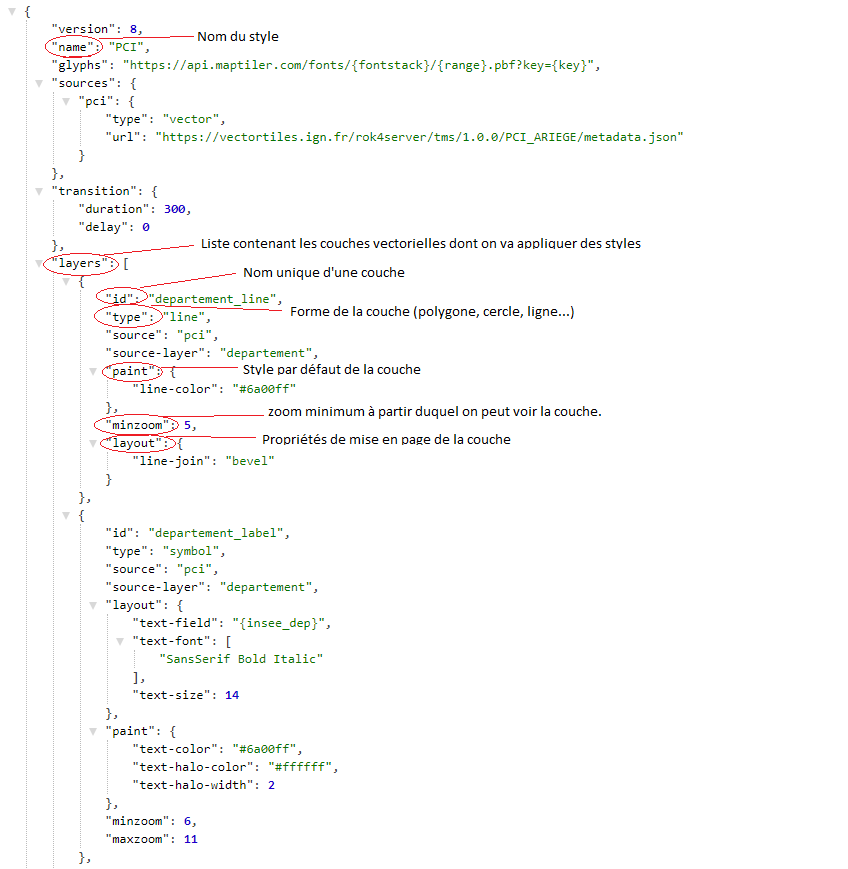 {
"version": 8,
"name": "PCI", Nom du style
"glyphs": "https://api.maptiler.com/fonts/{fontstack}/{range}.pbf?key={key}",
"sources": {
"pci": {
"type": "vector",
"url": "https://vectortiles.ign.fr/rok4server/tms/1.0.0/PCI_ARIEGE/metadata.json"
}
},
"transition": {
"duration": 300,
"delay": 0
},
Liste contenant les couches vectorielles dont on va appliquer des styles
"layers": [
Nom unique d'une couche
{
"id": "departement_line",
Forme de la couche (polygone, cercle, ligne...)
"type": "line",
"source": "pci",
"source-layer": "departement",
"paint": { Style par défaut de la couche
"line-color": "#6a00ff"
},
zoom minimum à partir duquel on peut voir la couche.
"minzoom": 5,
"layout": { Propriétés de mise en page de la couche
"line-join": "bevel"
}
},
{
"id": "departement_label",
"type": "symbol",
"source": "pci",
"source-layer": "departement",
"layout": {
"text-field": "{insee_dep}",
"text-font": [
"SansSerif Bold Italic"
],
"text-size": 14
},
"paint": {
"text-color": "#6a00ff",
"text-halo-color": "#ffffff",
"text-halo-width": 2
},
"minzoom": 6,
"maxzoom": 11
},